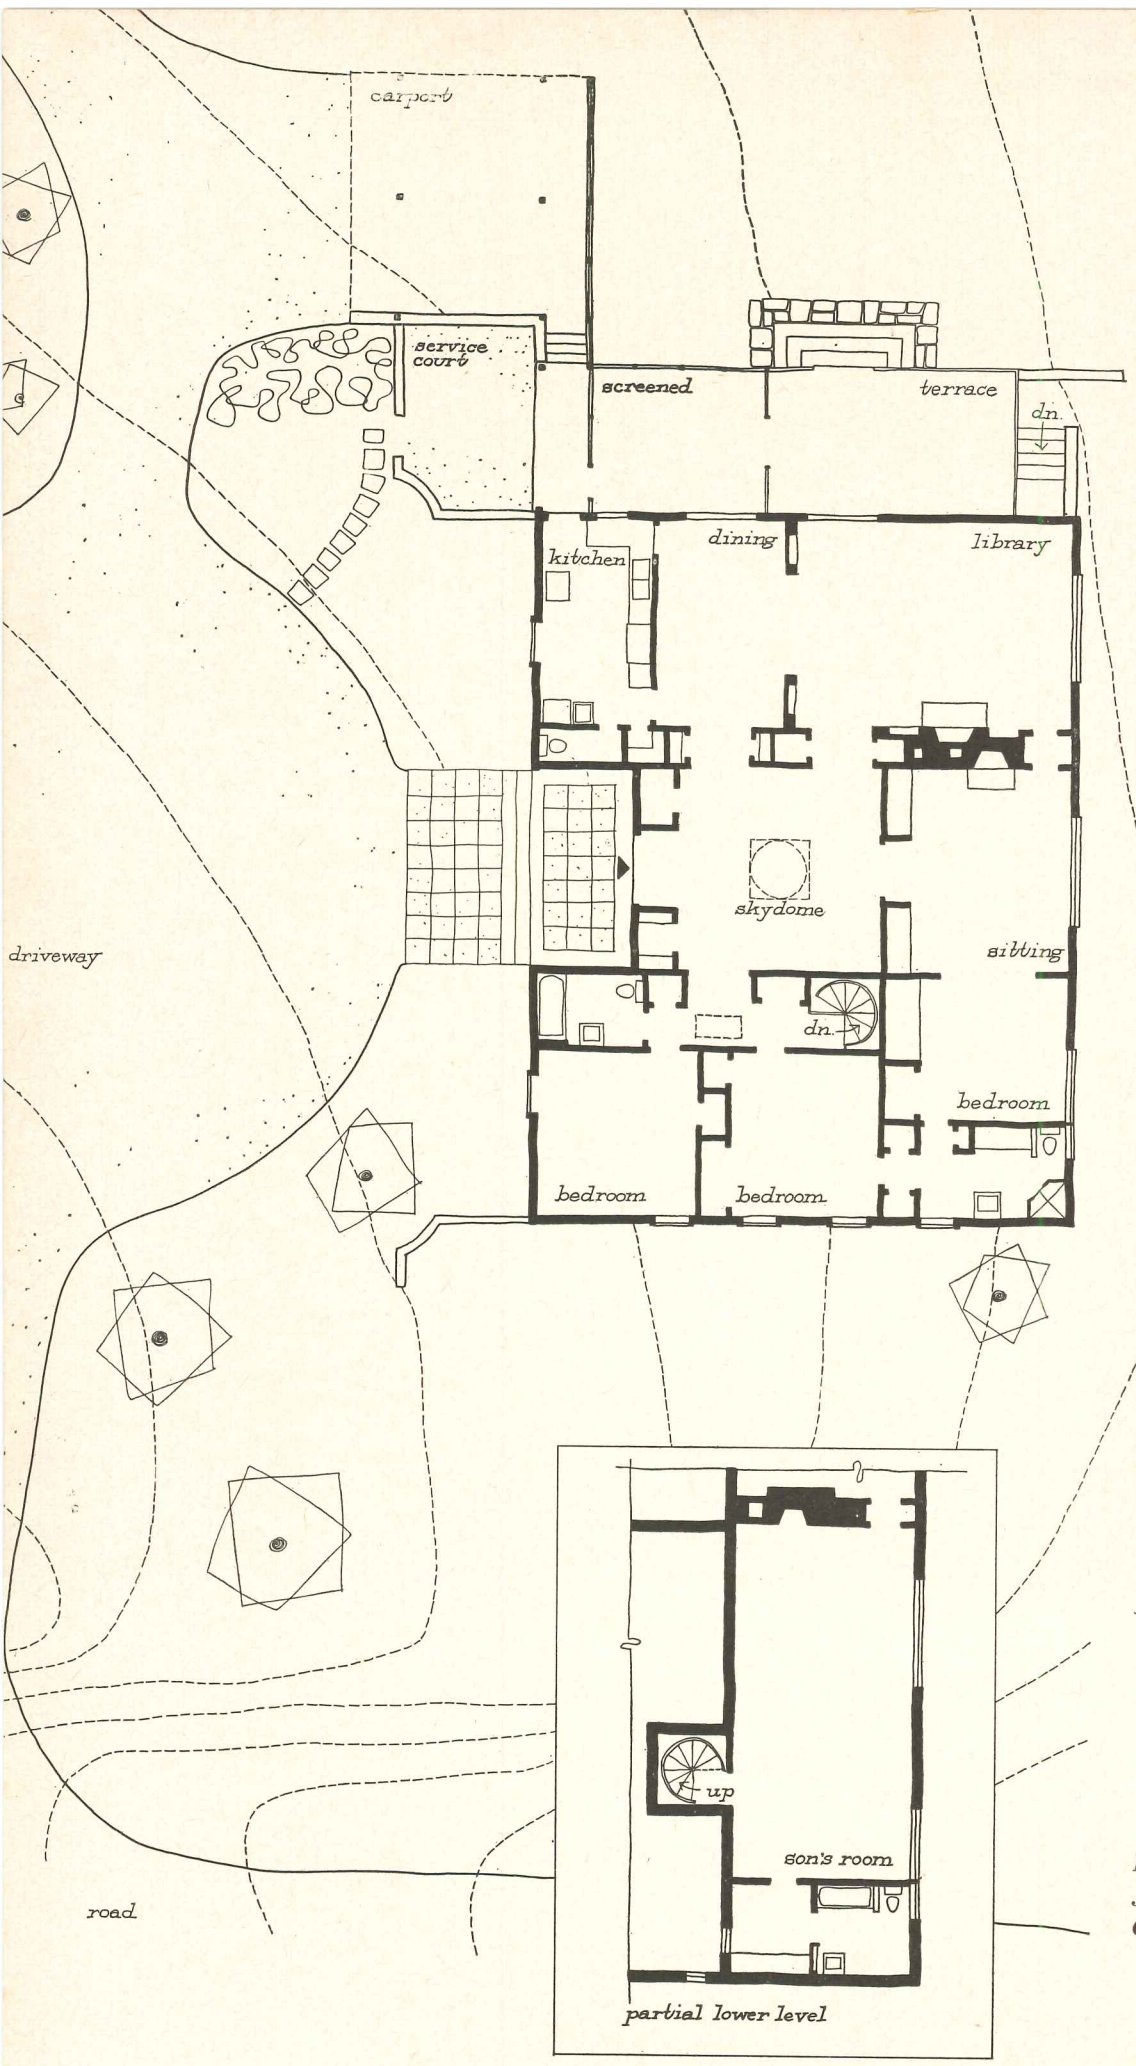 carport
service
court
screened
terrace
dn.
kitchen
dining
library
skydome
sitting
driveway
dn.
bedroom
bedroom
bedroom
up
son's room
road
partial lower level